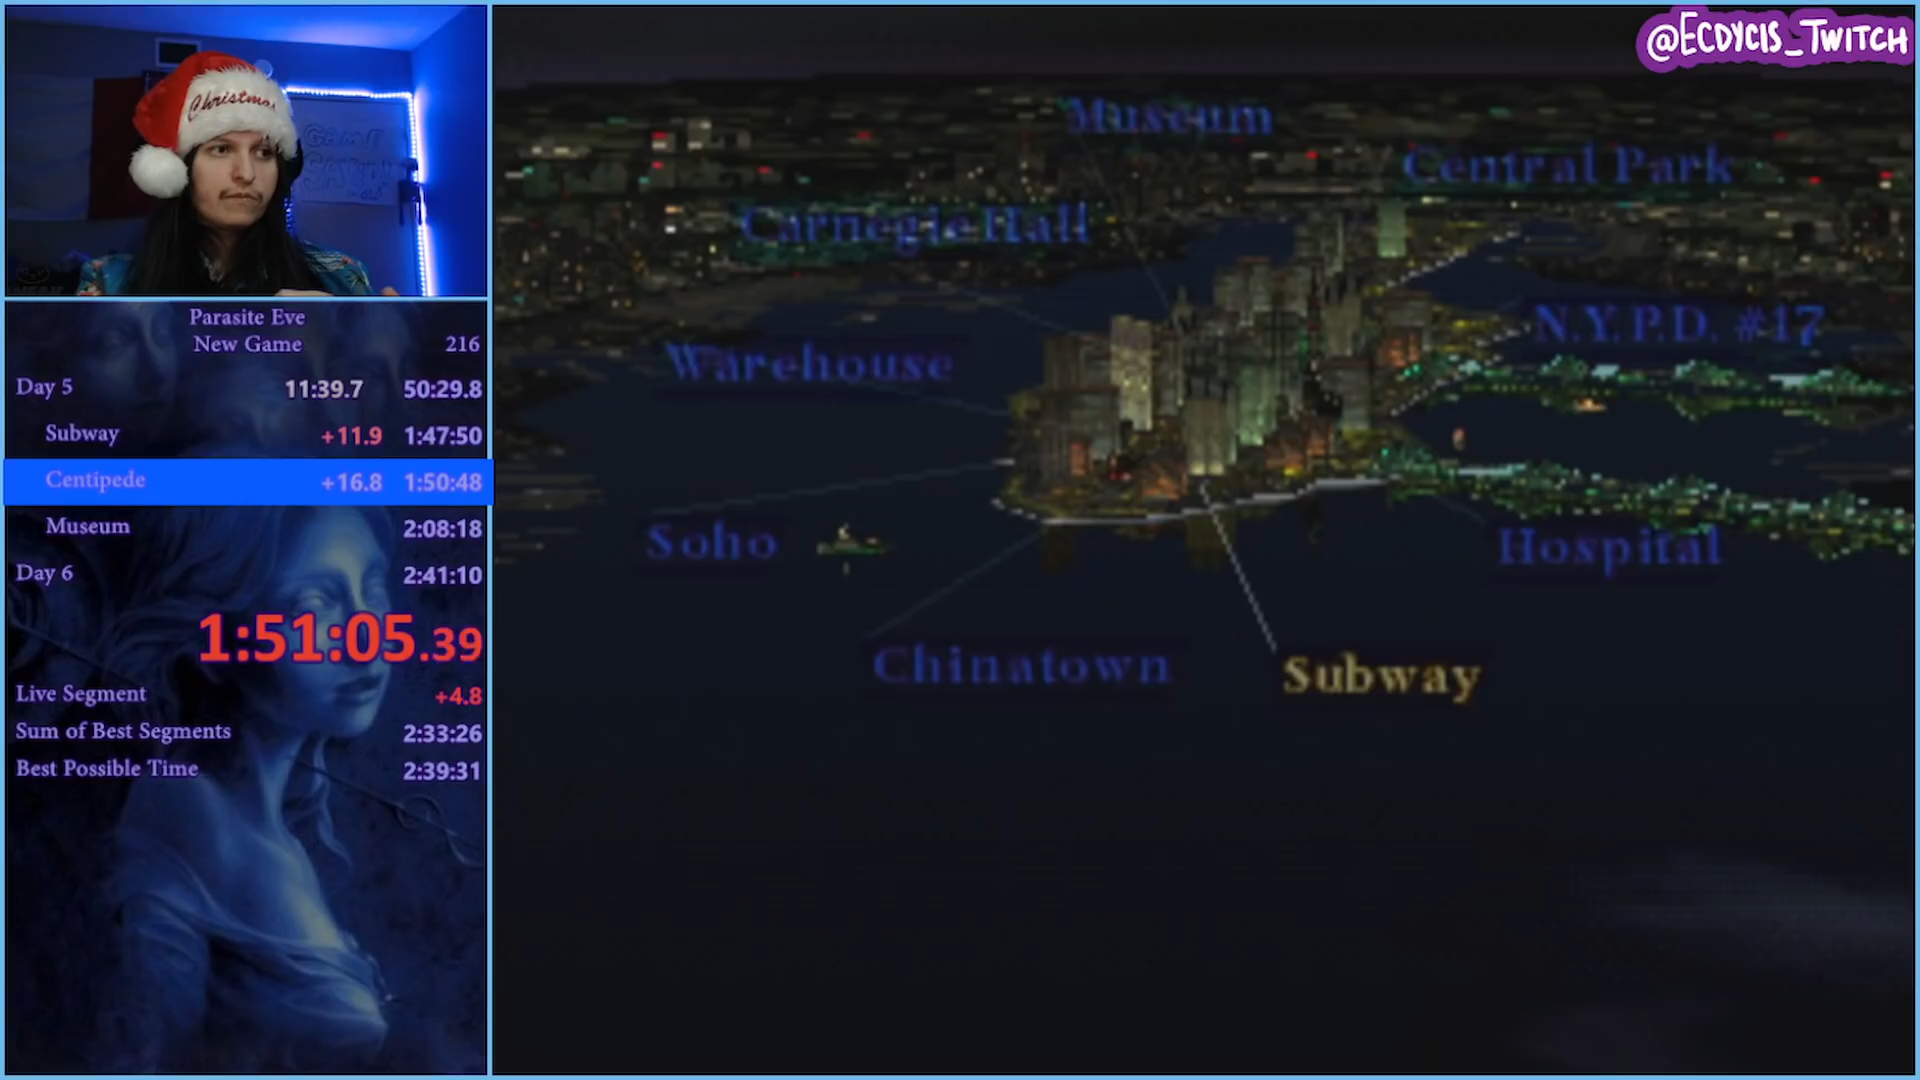 @Ecdycis_Twitch
Christmas
GAME
Parasite Eve
New Game 216
Day 5 11:39.7 50:29.8
Subway +11.9 1:47:50
Centipede +16.8 1:50:48
Museum 2:08:18
Day 6 2:41:10
1:51:05.39
Live Segment +4.8
Sum of Best Segments 2:33:26
Best Possible Time 2:39:31
Museum
Central Park
Carnegie Hall
N.Y.P.D. #17
Warehouse
Soho
Hospital
Chinatown
Subway